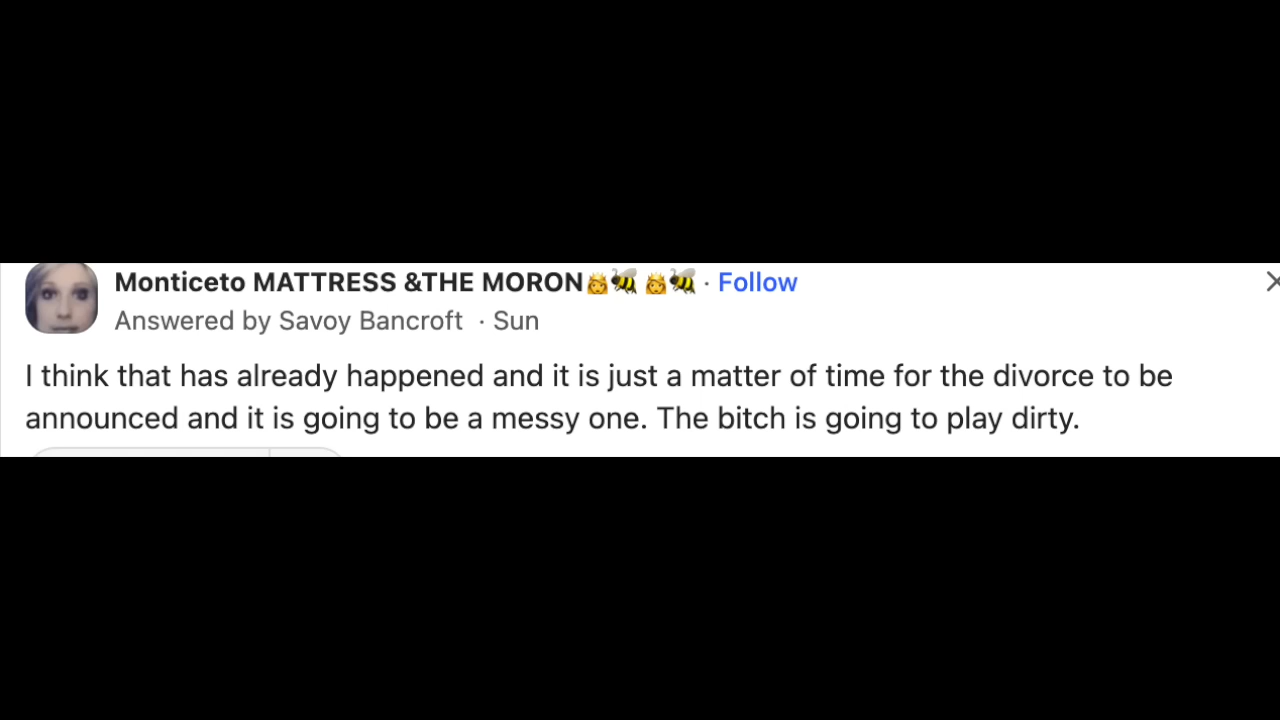 Monticeto MATTRESS &THE MORON👸🐝 👸🐝 · Follow
Answered by Savoy Bancroft · Sun
I think that has already happened and it is just a matter of time for the divorce to be
announced and it is going to be a messy one. The bitch is going to play dirty.